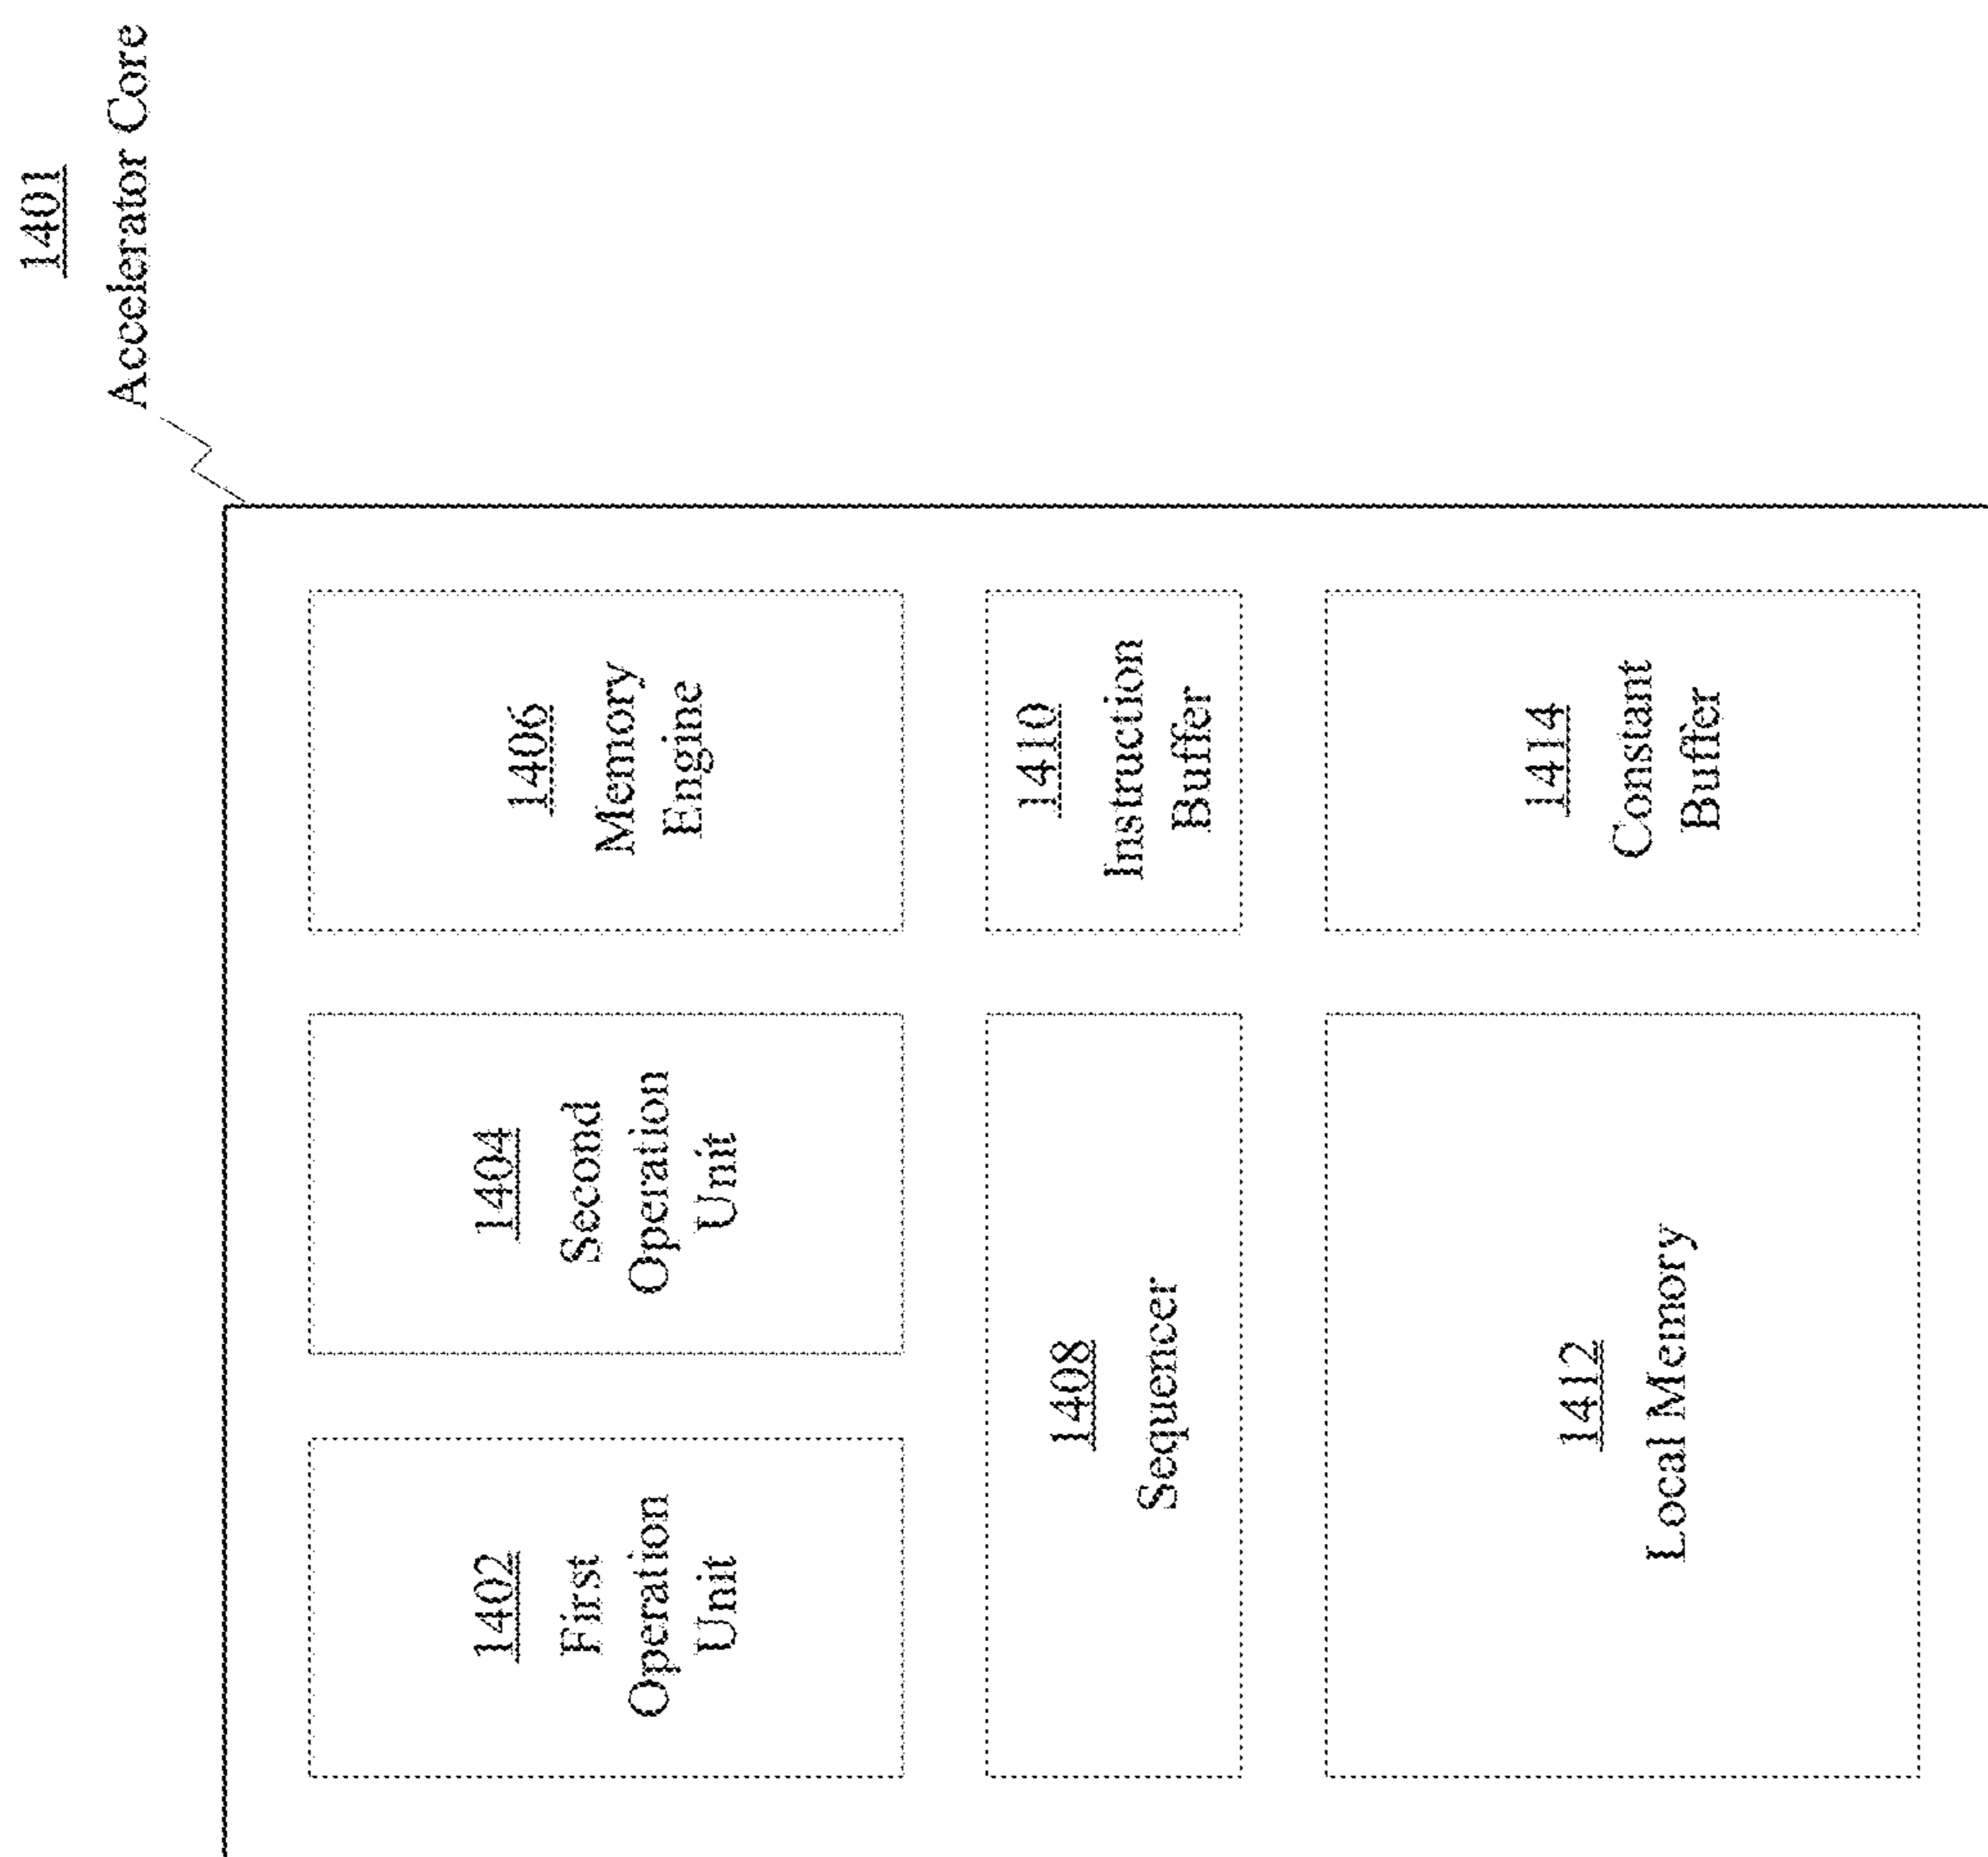 1401
Accelerator Core
1402
First
Operation
Unit
1404
Second
Operation
Unit
1406
Memory
Engine
1408
Sequencer
1410
Instruction
Buffer
1412
Local Memory
1414
Constant
Buffer